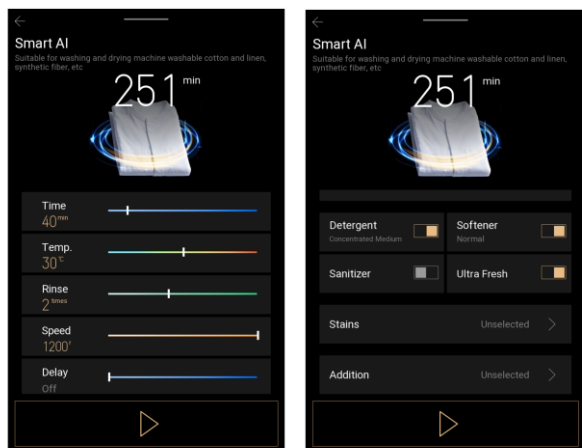 Smart AI
Suitable for washing and drying machine washable cotton and linen,
synthetic fiber, etc
251 min
Time
40 min
Temp.
30 °C
Rinse
2 times
Speed
1200 r
Delay
Off
Smart AI
Suitable for washing and drying machine washable cotton and linen,
synthetic fiber, etc
251 min
Detergent
Concentrated Medium
Softener
Normal
Sanitizer
Ultra Fresh
Stains Unselected
Addition Unselected